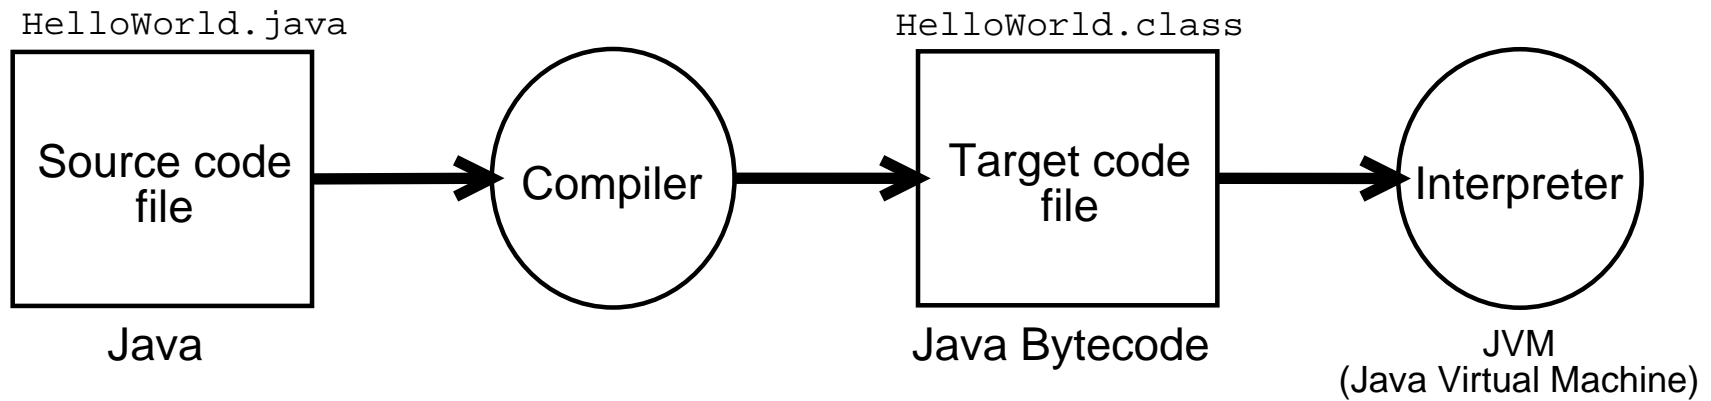 HelloWorld.java
HelloWorld.class
Source code
file
Compiler
Target code
file
Interpreter
Java
Java Bytecode
JVM
(Java Virtual Machine)